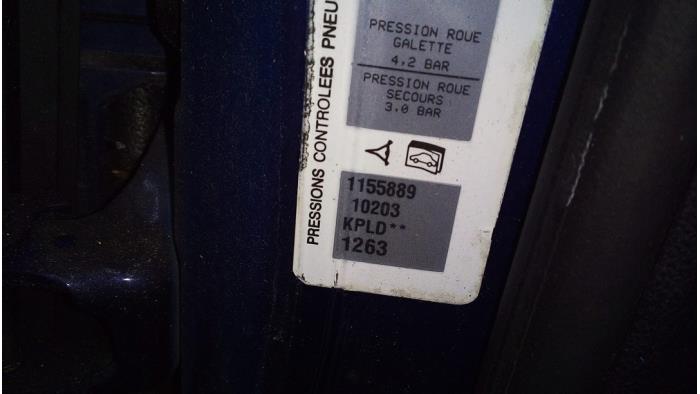 PRESSIONS CONTROLEES PNEU
PRESSION ROUE
GALETTE
4,2 BAR
PRESSION ROUE
SECOURS
3.0 BAR
1155889
10203
KPLD**
1263